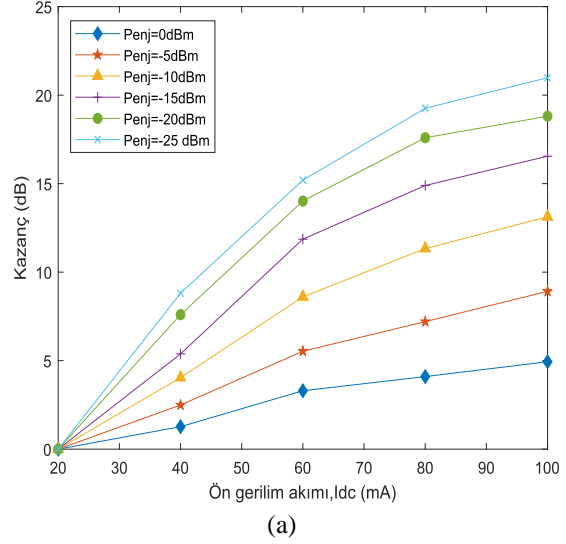 Penj=0dBm
Penj=-5dBm
Penj=-10dBm
Penj=-15dBm
Penj=-20dBm
Penj=-25 dBm
25
20
15
10
5
0
Kazanç (dB)
20 30 40 50 60 70 80 90 100
Ön gerilim akımı,Idc (mA)
(a)